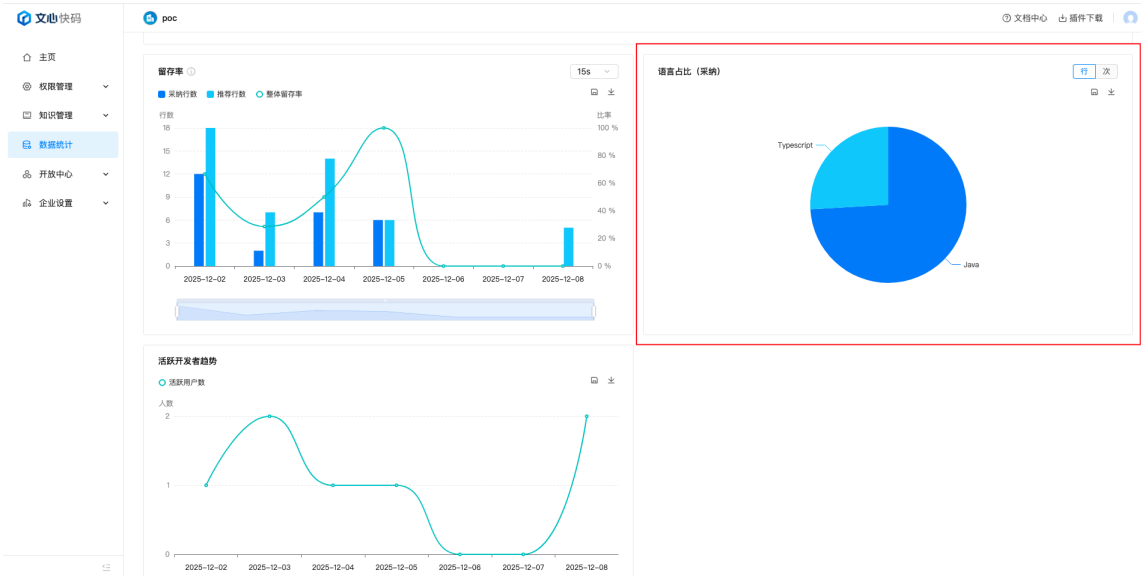 文心快码
poc
文档中心
插件下载
主页
权限管理
知识管理
数据统计
开放中心
企业设置
留存率
15s
采纳行数 推荐行数 整体留存率
行数
比率
18
15
12
9
6
3
0
100 %
80 %
60 %
40 %
20 %
0 %
2025-12-02 2025-12-03 2025-12-04 2025-12-05 2025-12-06 2025-12-07 2025-12-08
语言占比（采纳）
行 次
Typescript
Java
活跃开发者趋势
活跃用户数
人数
2
1
0
2025-12-02 2025-12-03 2025-12-04 2025-12-05 2025-12-06 2025-12-07 2025-12-08